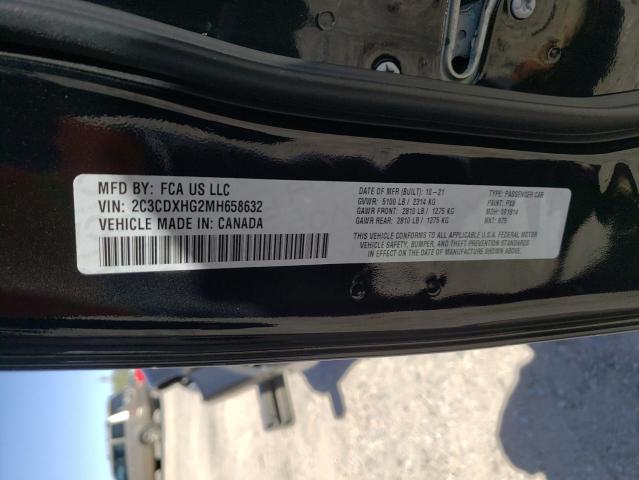 MFD BY: FCA US LLC
VIN: 2C3CDXHG2MH658632
VEHICLE MADE IN: CANADA
DATE OF MFR (BUILT): 10-21
GVWR: 5100 LB / 2314 KG
GAWR FRONT: 2810 LB / 1275 KG
GAWR REAR: 2810 LB / 1275 KG
TYPE: PASSENGER CAR
PAINT: PX8
MDH:
THIS VEHICLE CONFORMS TO ALL APPLICABLE U.S.A. FEDERAL MOTOR
VEHICLE SAFETY, BUMPER, AND THEFT PREVENTION STANDARDS
IN EFFECT ON THE DATE OF MANUFACTURE SHOWN ABOVE.